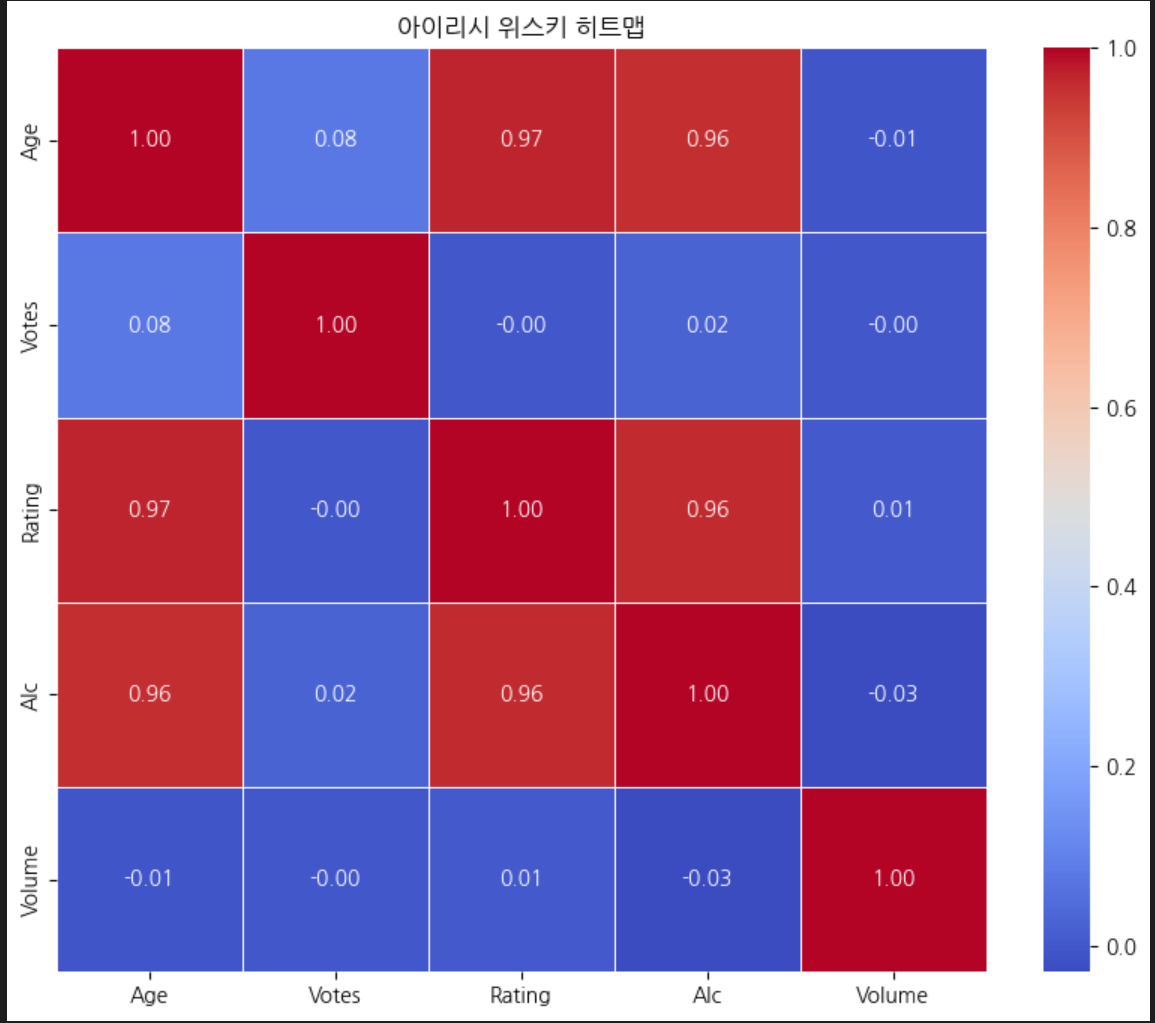 아이리시 위스키 히트맵
Age
1.00
0.08
0.97
0.96
-0.01
Votes
0.08
1.00
-0.00
0.02
-0.00
Rating
0.97
-0.00
1.00
0.96
0.01
Alc
0.96
0.02
0.96
1.00
-0.03
Volume
-0.01
-0.00
0.01
-0.03
1.00
Age
Votes
Rating
Alc
Volume
1.0
0.8
0.6
0.4
0.2
0.0